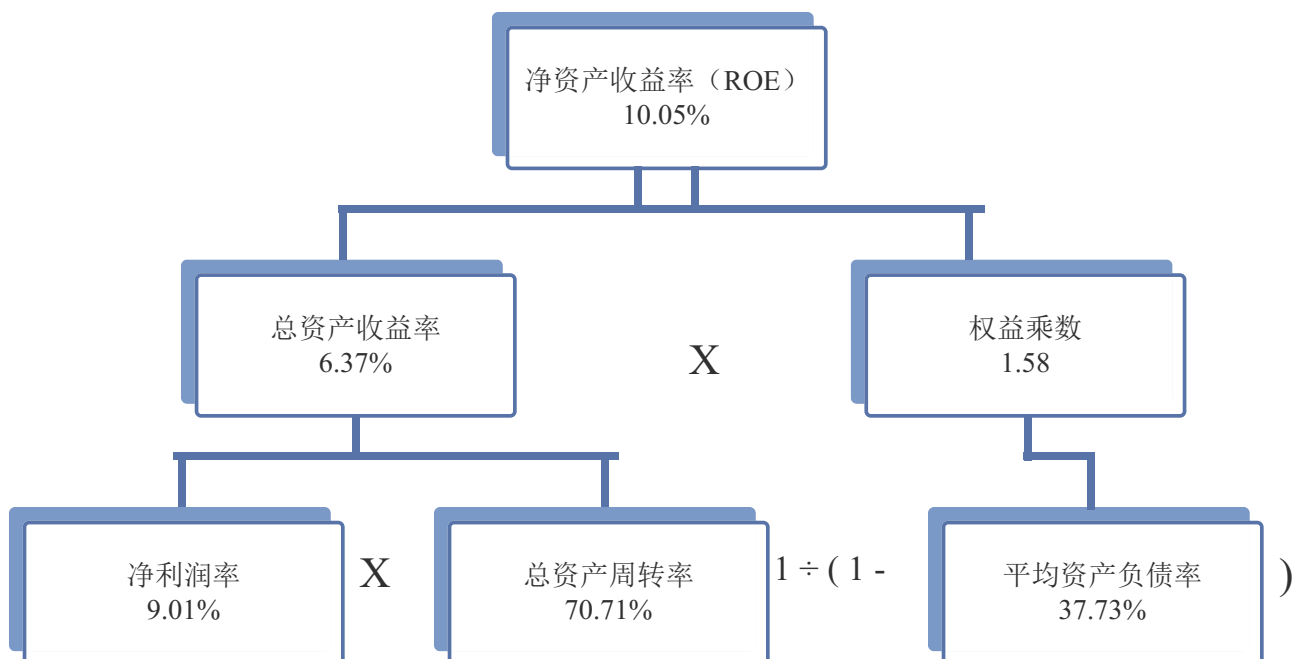 净资产收益率（ROE）
10.05%
总资产收益率
6.37%
X
权益乘数
1.58
净利润率
9.01%
X
总资产周转率
70.71%
1 ÷ ( 1 -
平均资产负债率
37.73%
)